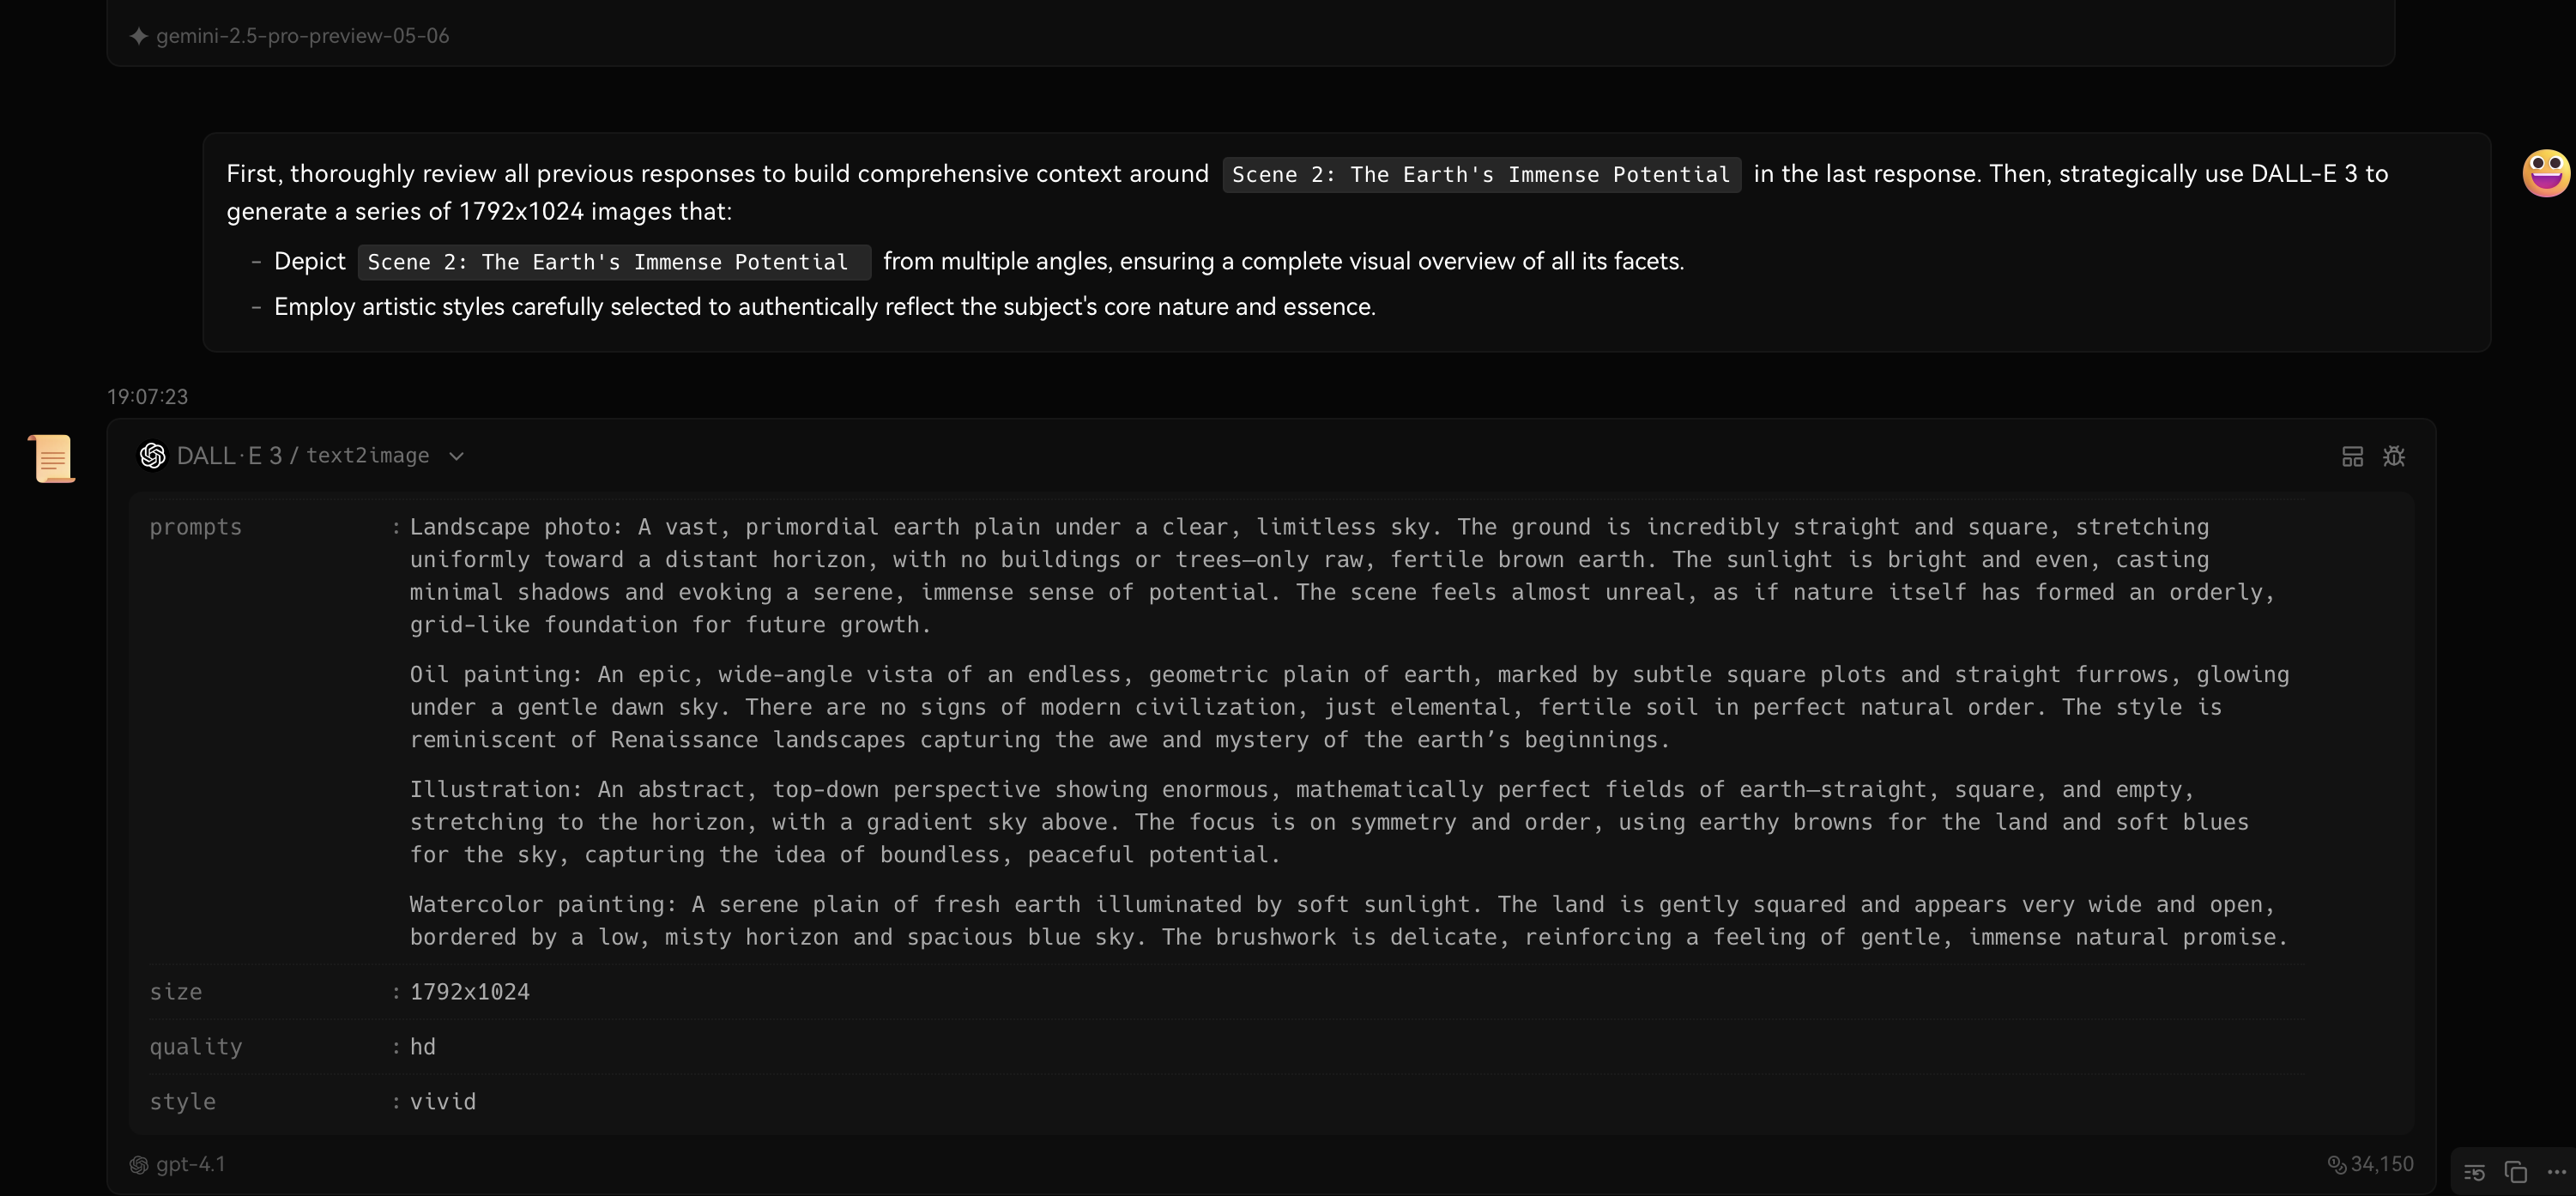 gemini-2.5-pro-preview-05-06
First, thoroughly review all previous responses to build comprehensive context around Scene 2: The Earth's Immense Potential in the last response. Then, strategically use DALL-E 3 to
generate a series of 1792x1024 images that:
- Depict Scene 2: The Earth's Immense Potential from multiple angles, ensuring a complete visual overview of all its facets.
- Employ artistic styles carefully selected to authentically reflect the subject's core nature and essence.
19:07:23
DALL·E 3 / text2image
prompts : Landscape photo: A vast, primordial earth plain under a clear, limitless sky. The ground is incredibly straight and square, stretching
uniformly toward a distant horizon, with no buildings or trees—only raw, fertile brown earth. The sunlight is bright and even, casting
minimal shadows and evoking a serene, immense sense of potential. The scene feels almost unreal, as if nature itself has formed an orderly,
grid-like foundation for future growth.
Oil painting: An epic, wide-angle vista of an endless, geometric plain of earth, marked by subtle square plots and straight furrows, glowing
under a gentle dawn sky. There are no signs of modern civilization, just elemental, fertile soil in perfect natural order. The style is
reminiscent of Renaissance landscapes capturing the awe and mystery of the earth’s beginnings.
Illustration: An abstract, top-down perspective showing enormous, mathematically perfect fields of earth—straight, square, and empty,
stretching to the horizon, with a gradient sky above. The focus is on symmetry and order, using earthy browns for the land and soft blues
for the sky, capturing the idea of boundless, peaceful potential.
Watercolor painting: A serene plain of fresh earth illuminated by soft sunlight. The land is gently squared and appears very wide and open,
bordered by a low, misty horizon and spacious blue sky. The brushwork is delicate, reinforcing a feeling of gentle, immense natural promise.
size : 1792x1024
quality : hd
style : vivid
gpt-4.1
34,150